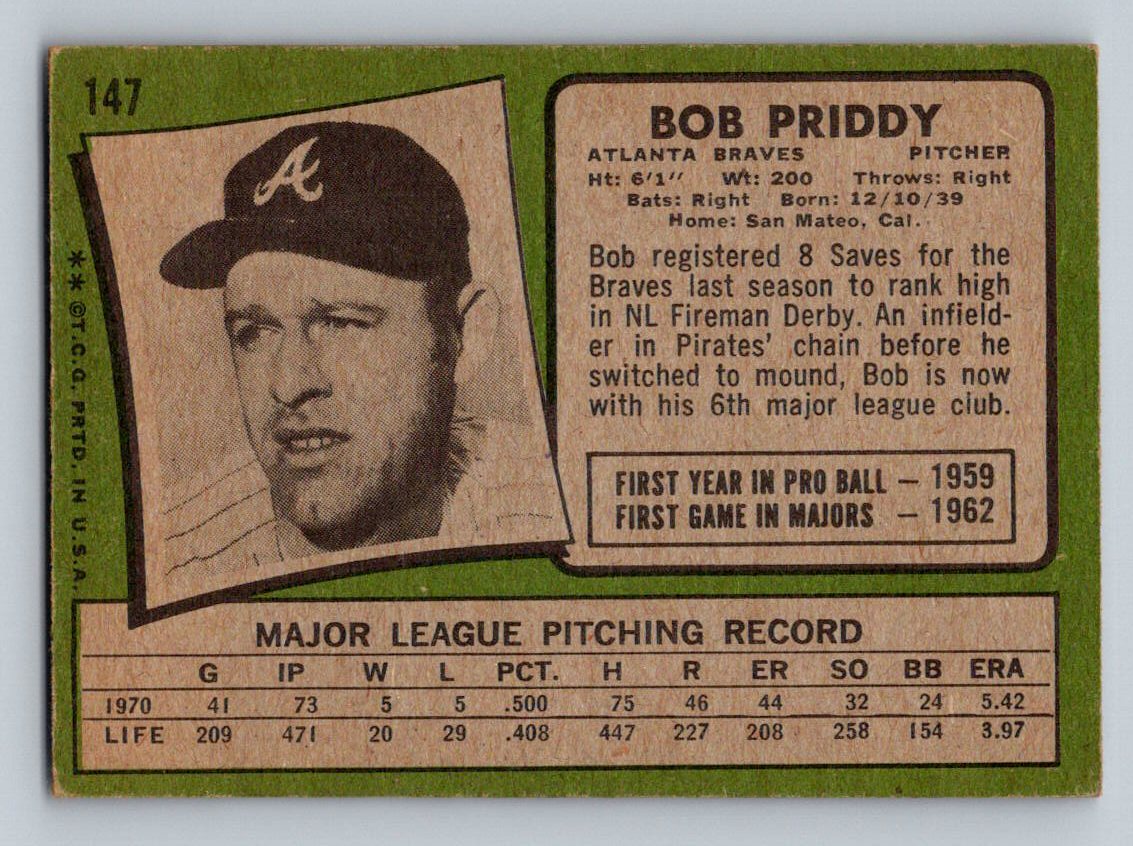 147
A
** ©T.C.G. PRTD. IN U.S.A.
BOB PRIDDY
ATLANTA BRAVES PITCHER
Ht: 6'1" Wt: 200 Throws: Right
Bats: Right Born: 12/10/39
Home: San Mateo, Cal.
Bob registered 8 Saves for the
Braves last season to rank high
in NL Fireman Derby. An infield-
er in Pirates' chain before he
switched to mound, Bob is now
with his 6th major league club.
FIRST YEAR IN PRO BALL — 1959
FIRST GAME IN MAJORS — 1962
MAJOR LEAGUE PITCHING RECORD
G IP W L PCT. H R ER SO BB ERA
1970 41 73 5 5 .500 75 46 44 32 24 5.42
LIFE 209 471 20 29 .408 447 227 208 258 154 3.97